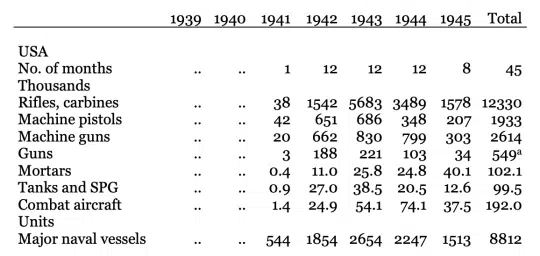 1939 1940 1941 1942 1943 1944 1945 Total
USA
No. of months .. .. 1 12 12 12 8 45
Thousands
Rifles, carbines .. .. 38 1542 5683 3489 1578 12330
Machine pistols .. .. 42 651 686 348 207 1933
Machine guns .. .. 20 662 830 799 303 2614
Guns .. .. 3 188 221 103 34 549ᵃ
Mortars .. .. 0.4 11.0 25.8 24.8 40.1 102.1
Tanks and SPG .. .. 0.9 27.0 38.5 20.5 12.6 99.5
Combat aircraft .. .. 1.4 24.9 54.1 74.1 37.5 192.0
Units
Major naval vessels .. .. 544 1854 2654 2247 1513 8812